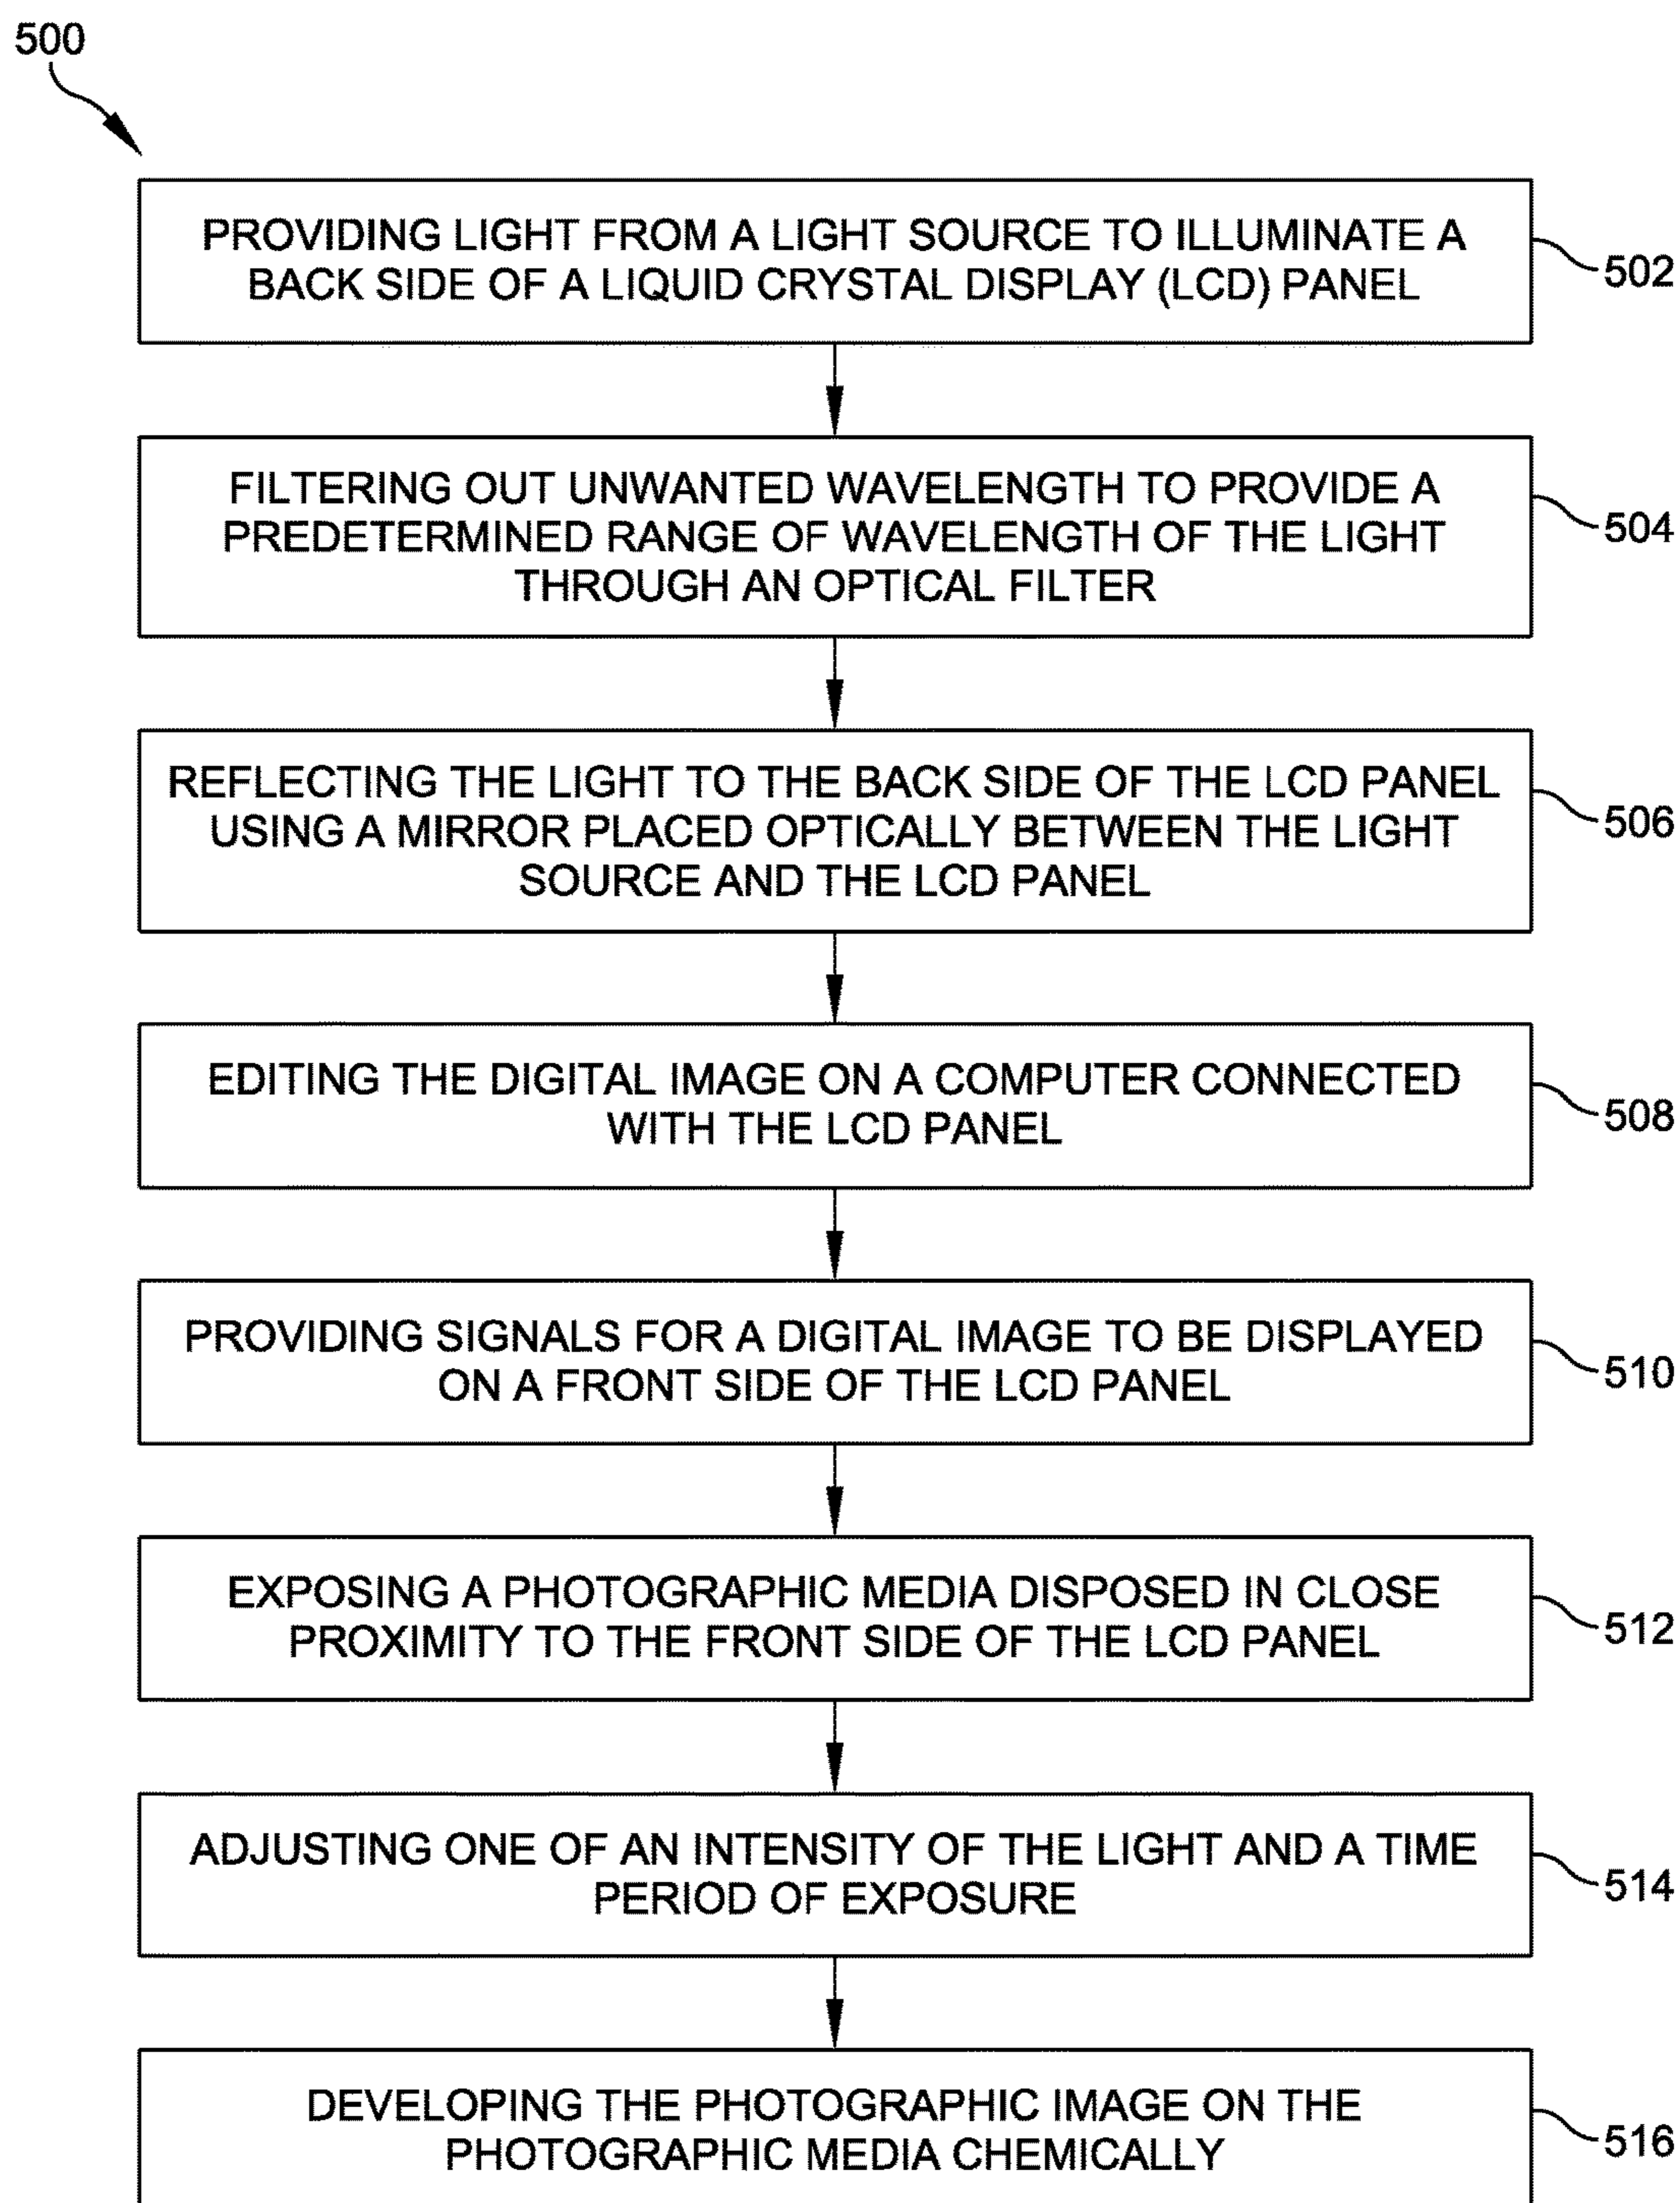 500
PROVIDING LIGHT FROM A LIGHT SOURCE TO ILLUMINATE A
BACK SIDE OF A LIQUID CRYSTAL DISPLAY (LCD) PANEL
502
FILTERING OUT UNWANTED WAVELENGTH TO PROVIDE A
PREDETERMINED RANGE OF WAVELENGTH OF THE LIGHT
THROUGH AN OPTICAL FILTER
504
REFLECTING THE LIGHT TO THE BACK SIDE OF THE LCD PANEL
USING A MIRROR PLACED OPTICALLY BETWEEN THE LIGHT
SOURCE AND THE LCD PANEL
506
EDITING THE DIGITAL IMAGE ON A COMPUTER CONNECTED
WITH THE LCD PANEL
508
PROVIDING SIGNALS FOR A DIGITAL IMAGE TO BE DISPLAYED
ON A FRONT SIDE OF THE LCD PANEL
510
EXPOSING A PHOTOGRAPHIC MEDIA DISPOSED IN CLOSE
PROXIMITY TO THE FRONT SIDE OF THE LCD PANEL
512
ADJUSTING ONE OF AN INTENSITY OF THE LIGHT AND A TIME
PERIOD OF EXPOSURE
514
DEVELOPING THE PHOTOGRAPHIC IMAGE ON THE
PHOTOGRAPHIC MEDIA CHEMICALLY
516